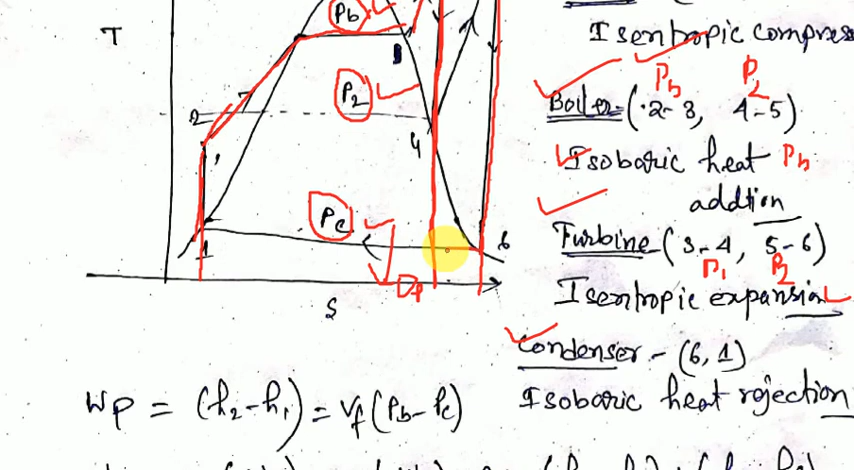 Isentropic compres
T
Pb
Pb P2
3
Boiler - (2-3, 4-5)
P2
2
Isobaric heat Pb
4
addtion
Pc
Turbine (3-4, 5-6)
1
6
P1 P2
Isentropic expansion
S
Condenser - (6,1)
Wp = (h2-h1) = Vf (Pb - Pc)
Isobaric heat rejection